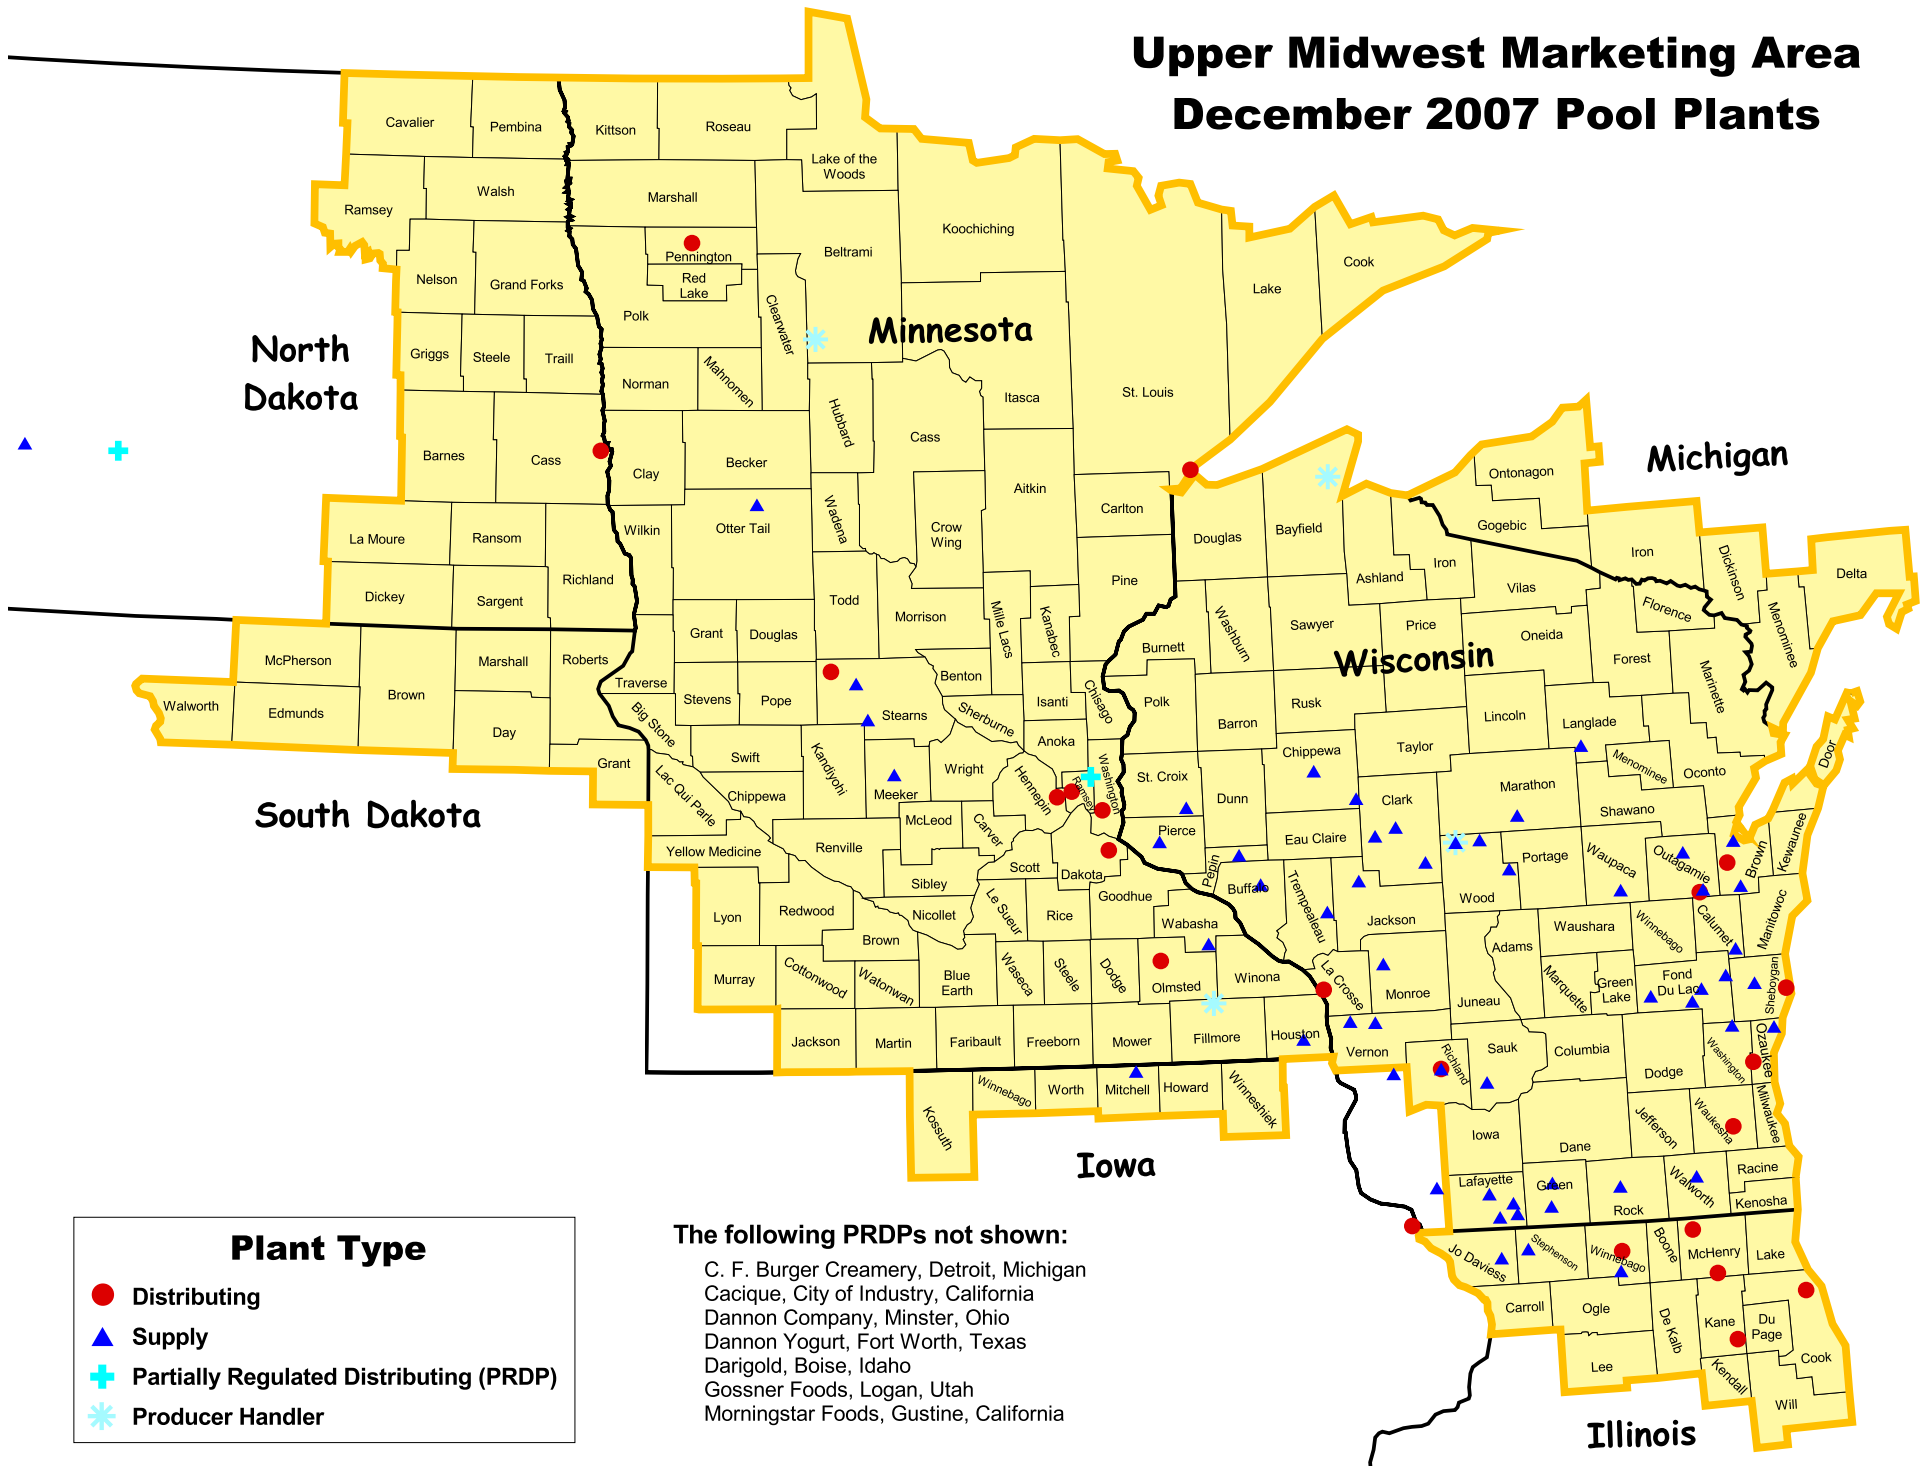 Upper Midwest Marketing Area
December 2007 Pool Plants
Cavalier
Pembina
Kittson
Roseau
Lake of the
Woods
Walsh
Marshall
Ramsey
Koochiching
Beltrami
Pennington
Cook
Nelson
Grand Forks
Red
Lake
Lake
Polk
Clearwater
Minnesota
North
Dakota
Griggs
Steele
Traill
Norman
Mahnomen
Itasca
St. Louis
Hubbard
Cass
Barnes
Cass
Clay
Becker
Aitkin
Michigan
Ontonagon
Carlton
Wadena
Crow
Wing
Otter Tail
Wilkin
La Moure
Ransom
Douglas
Bayfield
Gogebic
Iron
Dickinson
Delta
Richland
Pine
Ashland
Iron
Vilas
Dickey
Sargent
Todd
Morrison
Mille Lacs
Kanabec
Florence
Menominee
Grant
Douglas
Washburn
Sawyer
Price
Oneida
Burnett
Forest
Wisconsin
McPherson
Marshall
Roberts
Traverse
Benton
Marinette
Walworth
Edmunds
Brown
Stevens
Pope
Isanti
Chisago
Polk
Rusk
Stearns
Sherburne
Barron
Lincoln
Langlade
Big Stone
Day
Anoka
Chippewa
Taylor
Door
Grant
Swift
Kandiyohi
Wright
Hennepin
Ramsey
Washington
St. Croix
Dunn
Clark
Marathon
Menominee
Oconto
Lac Qui Parle
Chippewa
Meeker
Shawano
South Dakota
McLeod
Carver
Pierce
Eau Claire
Yellow Medicine
Renville
Scott
Dakota
Pepin
Portage
Waupaca
Outagamie
Brown
Kewaunee
Sibley
Buffalo
Trempealeau
Wood
Goodhue
Lyon
Redwood
Nicollet
Le Sueur
Rice
Wabasha
Jackson
Waushara
Winnebago
Calumet
Manitowoc
Brown
Adams
Murray
Cottonwood
Watonwan
Blue
Earth
Waseca
Steele
Dodge
Olmsted
Winona
La Crosse
Monroe
Juneau
Marquette
Green
Lake
Fond
Du Lac
Sheboygan
Jackson
Martin
Faribault
Freeborn
Mower
Fillmore
Houston
Vernon
Richland
Sauk
Columbia
Dodge
Washington
Ozaukee
Kossuth
Winnebago
Worth
Mitchell
Howard
Winneshiek
Iowa
Iowa
Dane
Jefferson
Waukesha
Milwaukee
Lafayette
Green
Rock
Walworth
Racine
Kenosha
Jo Daviess
Stephenson
Winnebago
Boone
McHenry
Lake
Carroll
Ogle
De Kalb
Kane
Du
Page
Cook
Lee
Kendall
Will
Illinois
Plant Type
Distributing
Supply
Partially Regulated Distributing (PRDP)
Producer Handler
The following PRDPs not shown:
C. F. Burger Creamery, Detroit, Michigan
Cacique, City of Industry, California
Dannon Company, Minster, Ohio
Dannon Yogurt, Fort Worth, Texas
Darigold, Boise, Idaho
Gossner Foods, Logan, Utah
Morningstar Foods, Gustine, California